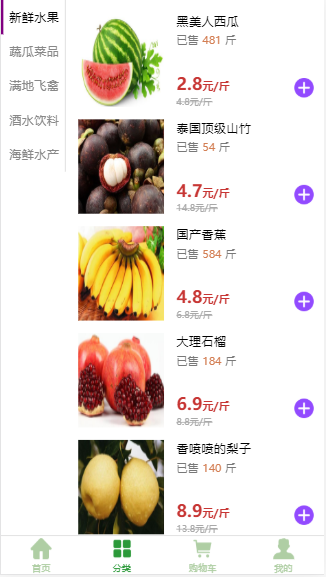 新鲜水果
蔬瓜菜品
满地飞禽
酒水饮料
海鲜水产
黑美人西瓜
已售 481 斤
2.8元/斤
4.8元/斤
泰国顶级山竹
已售 54 斤
4.7元/斤
14.8元/斤
国产香蕉
已售 584 斤
4.8元/斤
6.8元/斤
大理石榴
已售 184 斤
6.9元/斤
8.8元/斤
香喷喷的梨子
已售 140 斤
8.9元/斤
13.8元/斤
首页
分类
购物车
我的